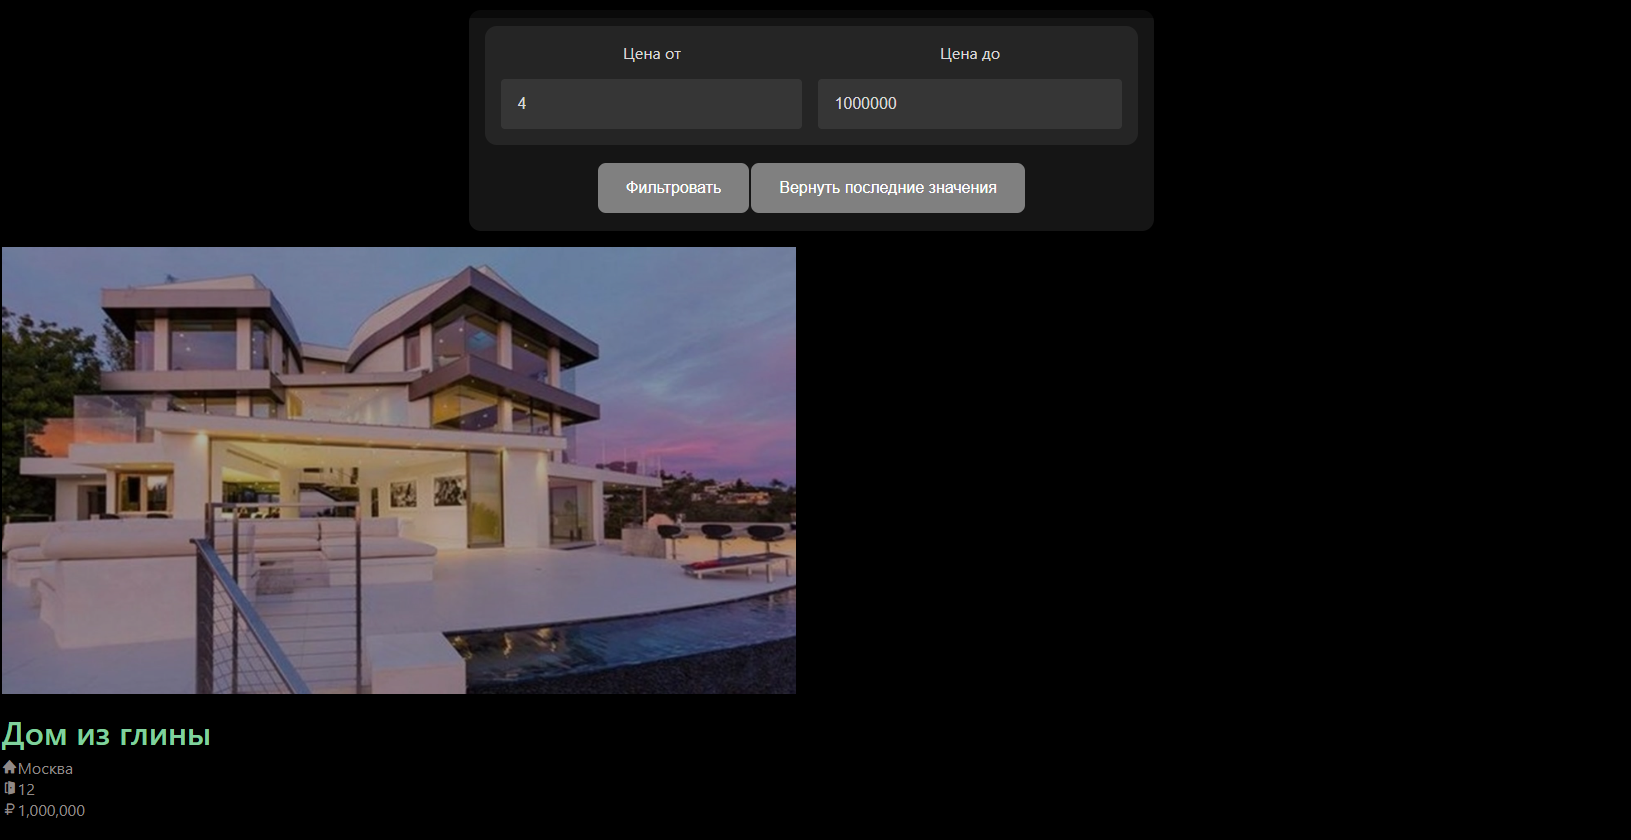 Цена от
Цена до
4
1000000
Фильтровать
Вернуть последние значения
Дом из глины
Москва
12
₽ 1,000,000